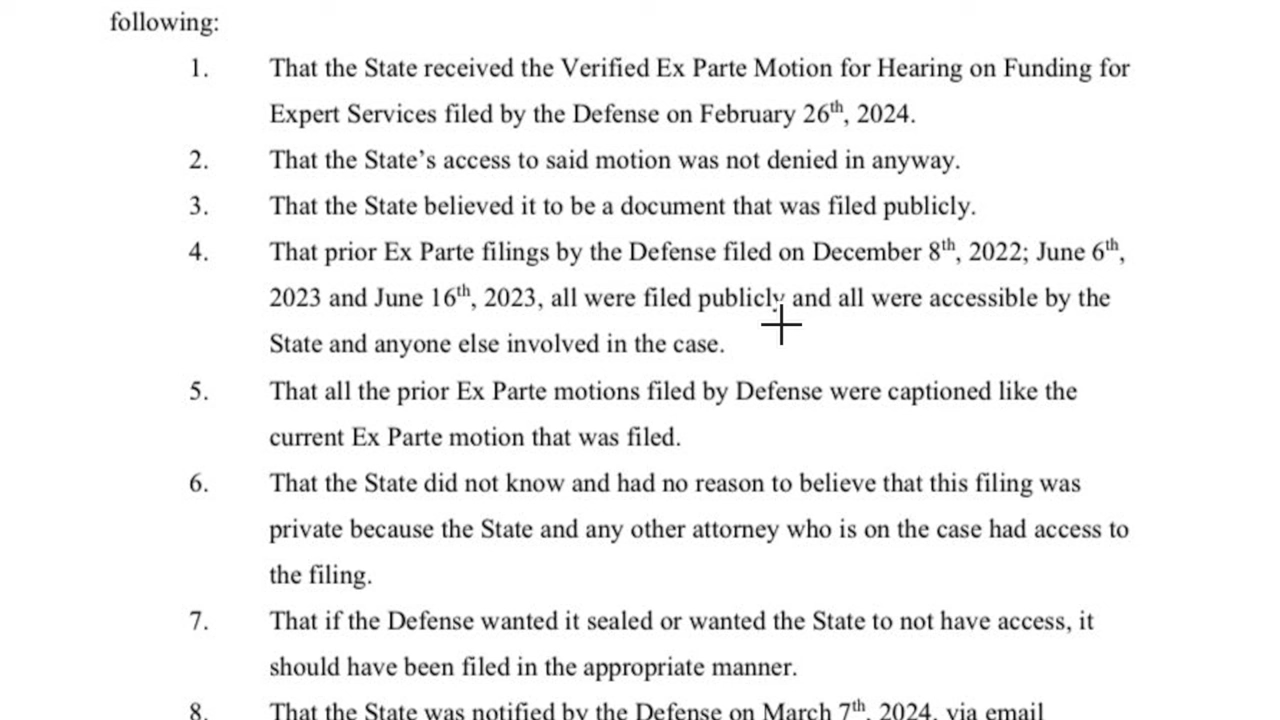 following:
1. That the State received the Verified Ex Parte Motion for Hearing on Funding for
Expert Services filed by the Defense on February 26th, 2024.
2. That the State’s access to said motion was not denied in anyway.
3. That the State believed it to be a document that was filed publicly.
4. That prior Ex Parte filings by the Defense filed on December 8th, 2022; June 6th,
2023 and June 16th, 2023, all were filed publicly and all were accessible by the
State and anyone else involved in the case.
5. That all the prior Ex Parte motions filed by Defense were captioned like the
current Ex Parte motion that was filed.
6. That the State did not know and had no reason to believe that this filing was
private because the State and any other attorney who is on the case had access to
the filing.
7. That if the Defense wanted it sealed or wanted the State to not have access, it
should have been filed in the appropriate manner.
8. That the State was notified by the Defense on March 7th, 2024, via email